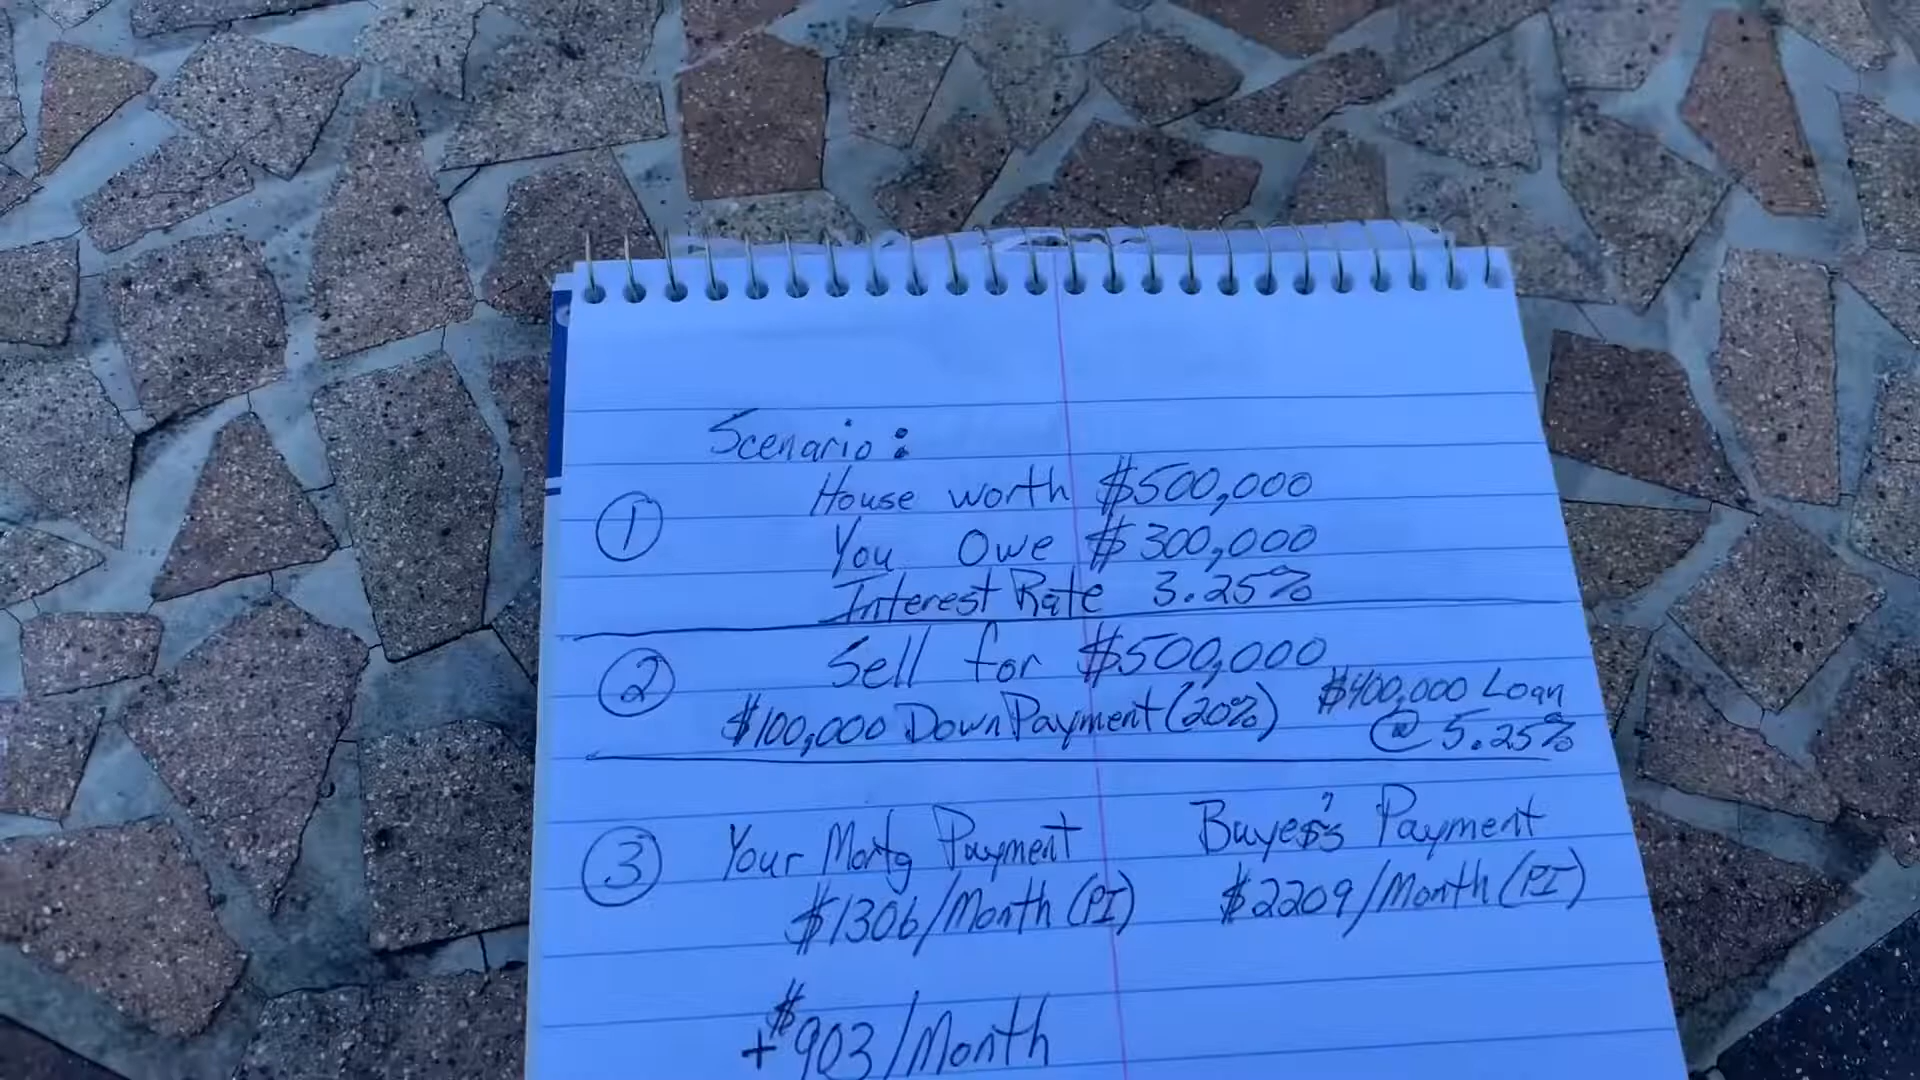 Scenario:
① House worth $500,000
You Owe $300,000
Interest Rate 3.25%
② Sell for $500,000
$100,000 Down Payment (20%) $400,000 Loan
@ 5.25%
③ Your Mortg Payment Buyer's Payment
$1306/Month (PI) $2209/Month (PI)
+$903/Month